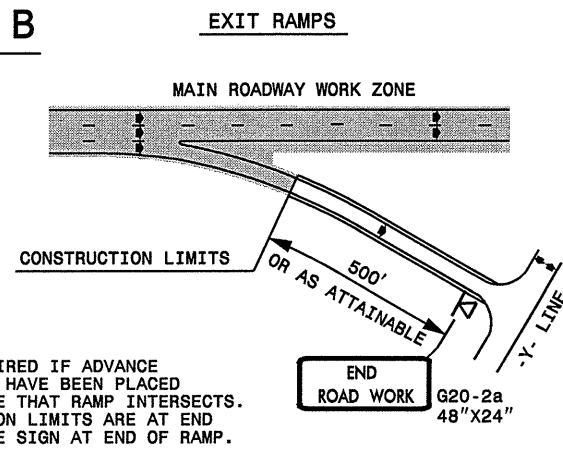 B
EXIT RAMPS
MAIN ROADWAY WORK ZONE
CONSTRUCTION LIMITS
500'
OR AS ATTAINABLE
-Y- LINE
END
ROAD WORK
G20-2a
48"X24"
IRED IF ADVANCE
HAVE BEEN PLACED
E THAT RAMP INTERSECTS.
ON LIMITS ARE AT END
E SIGN AT END OF RAMP.